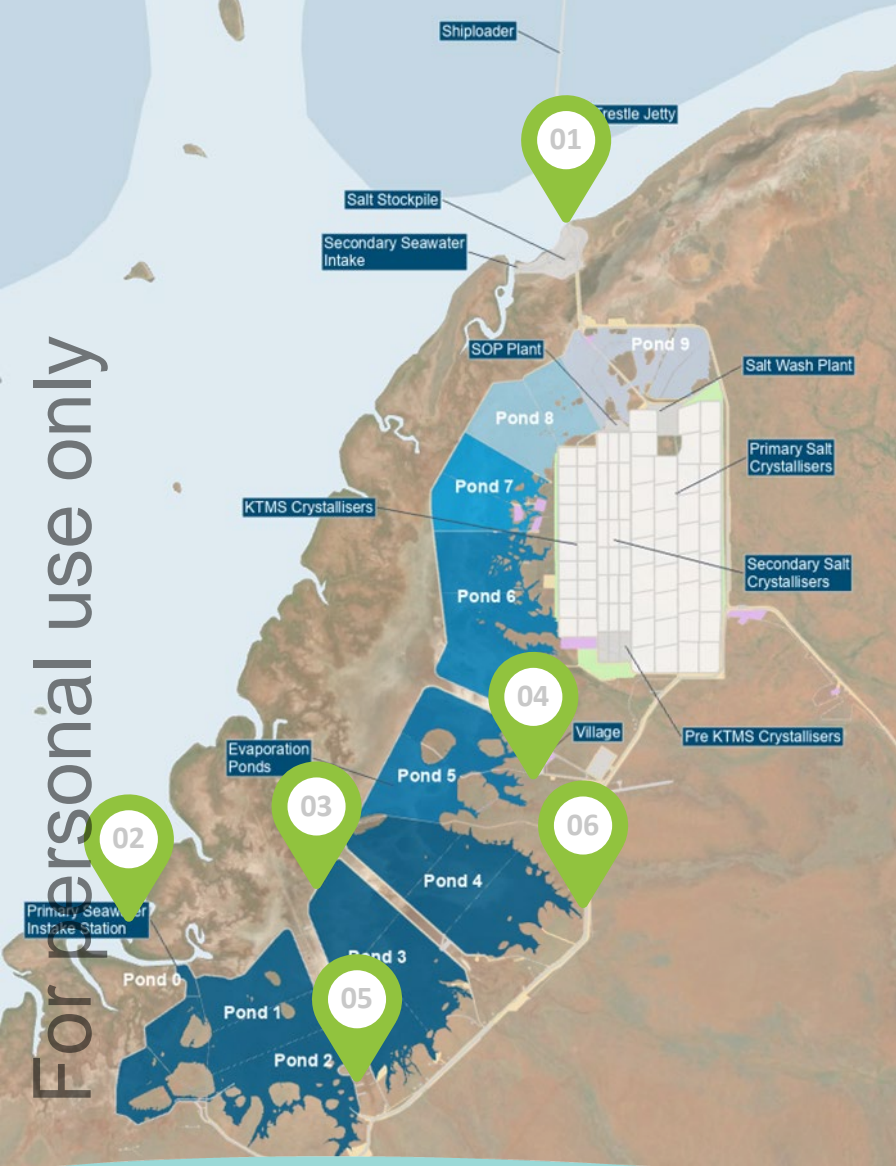 Shiploader
Trestle Jetty
01
Salt Stockpile
Secondary Seawater
Intake
SOP Plant
Pond 9
Salt Wash Plant
Pond 8
Primary Salt
Crystallisers
Pond 7
KTMS Crystallisers
Secondary Salt
Crystallisers
Pond 6
04
Village
Pre KTMS Crystallisers
Evaporation
Ponds
Pond 5
03
06
02
Pond 4
Primary Seawater
Instake Station
Pond 3
Pond 0
05
Pond 1
Pond 2
For personal use only